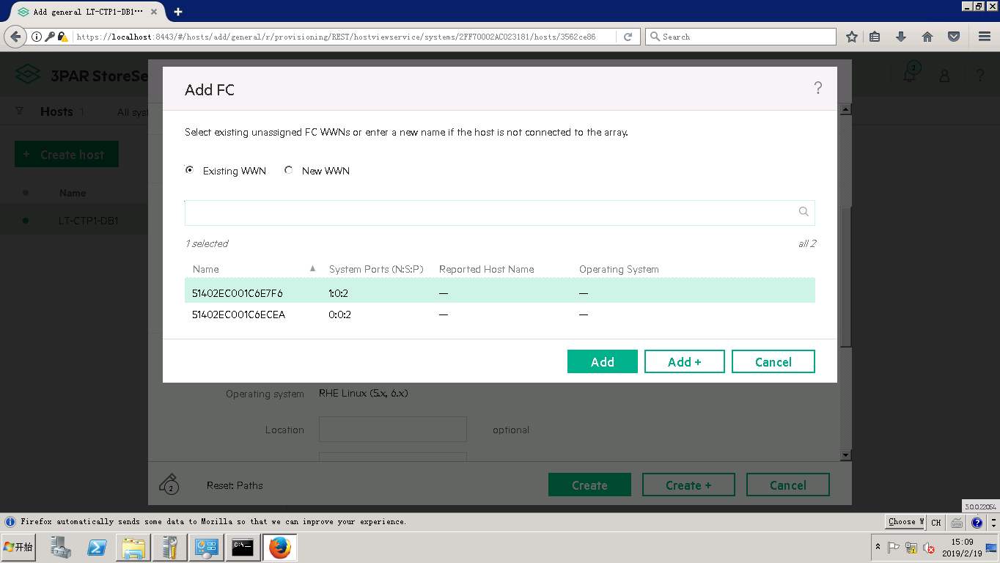 Add general LT-CTP1-DB1···
https://localhost:8443/#/hosts/add/general/r/provisioning/REST/hostviewservice/systems/2FF70002AC023181/hosts/3562ce86
Search
3PAR StoreSe
2
?
Hosts 1
All syst
+ Create host
Name
LT-CTP1-DB1
Add FC
?
Select existing unassigned FC WWNs or enter a new name if the host is not connected to the array.
Existing WWN New WWN
1 selected all 2
Name System Ports (N:S:P) Reported Host Name Operating System
51402EC001C6E7F6 1:0:2 — —
51402EC001C6ECEA 0:0:2 — —
Add Add + Cancel
Operating system RHE Linux (5.x, 6.x)
Location optional
2 Reset: Paths Create Create + Cancel
3.0.0.22054
Firefox automatically sends some data to Mozilla so that we can improve your experience.
Choose W CH
开始
C:\
15:09
2019/2/19